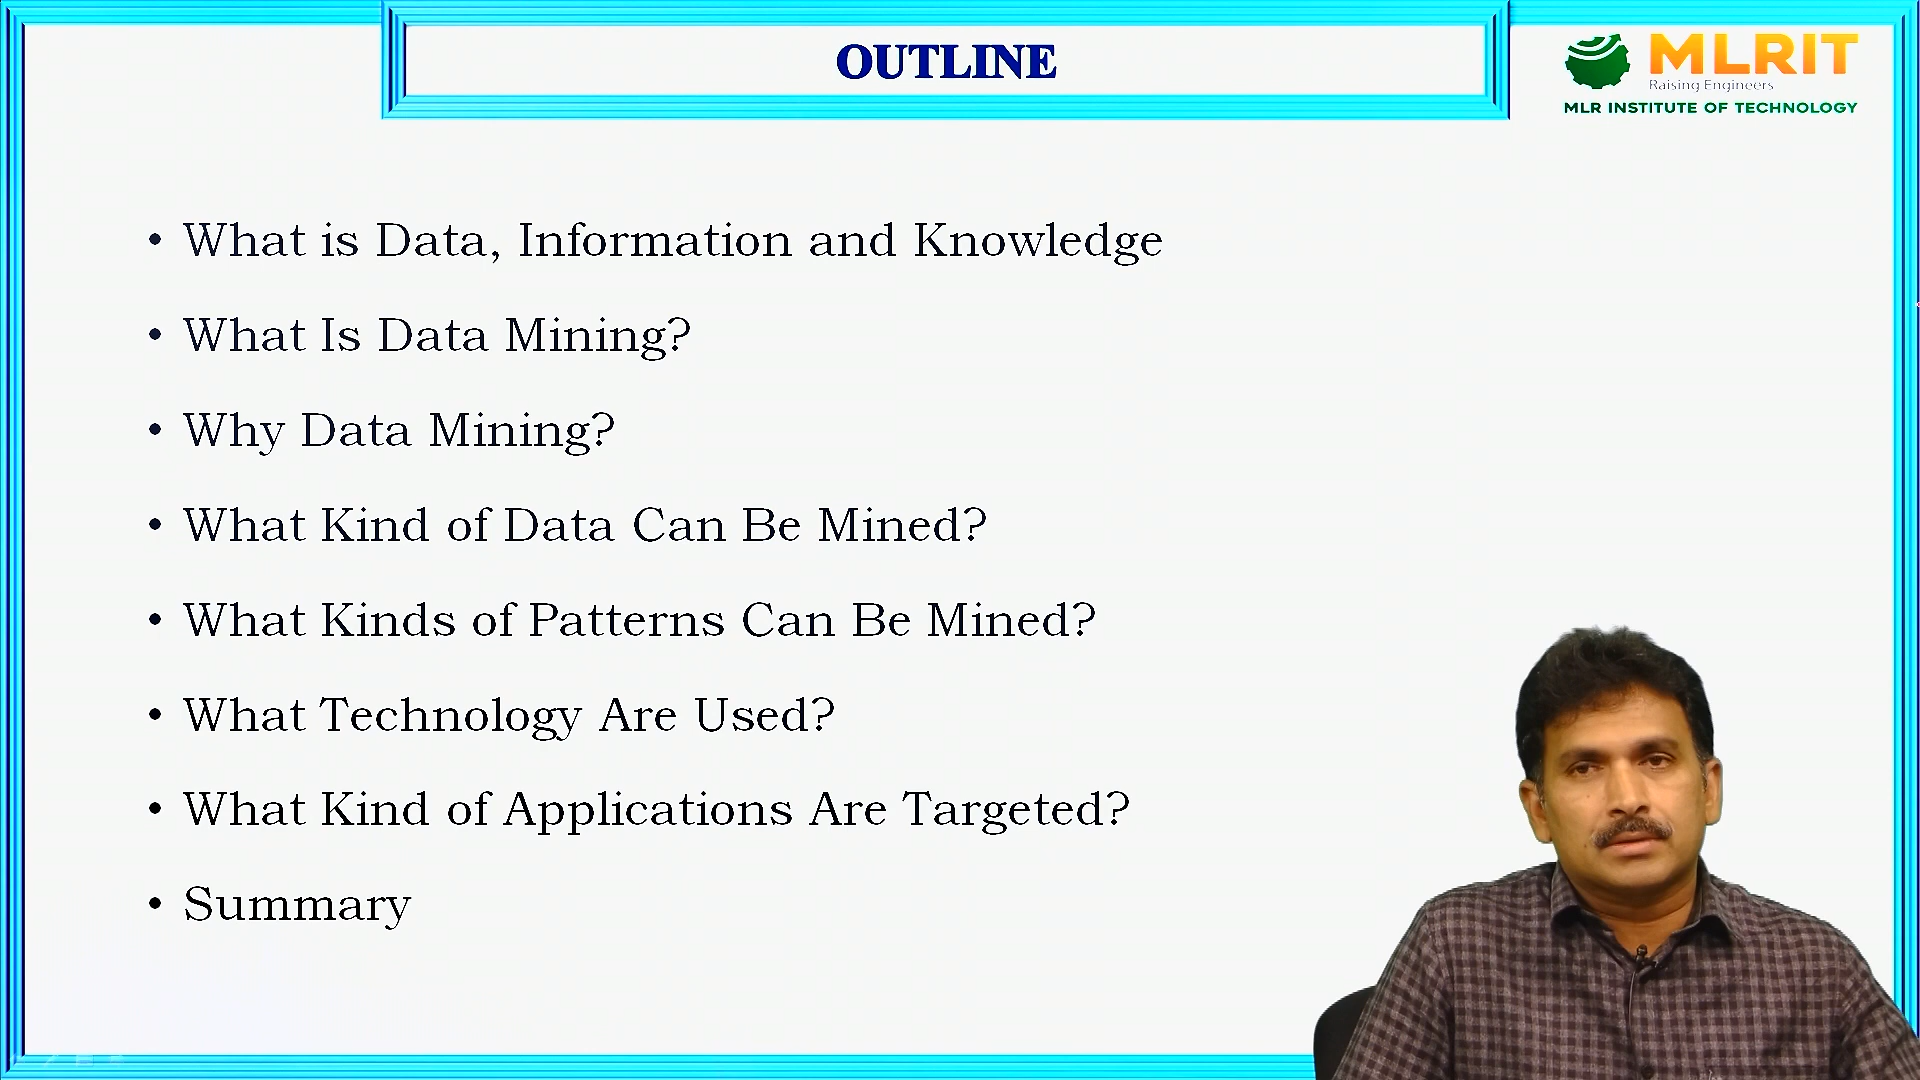 OUTLINE
MLRIT
Raising Engineers
MLR INSTITUTE OF TECHNOLOGY
• What is Data, Information and Knowledge
• What Is Data Mining?
• Why Data Mining?
• What Kind of Data Can Be Mined?
• What Kinds of Patterns Can Be Mined?
• What Technology Are Used?
• What Kind of Applications Are Targeted?
• Summary